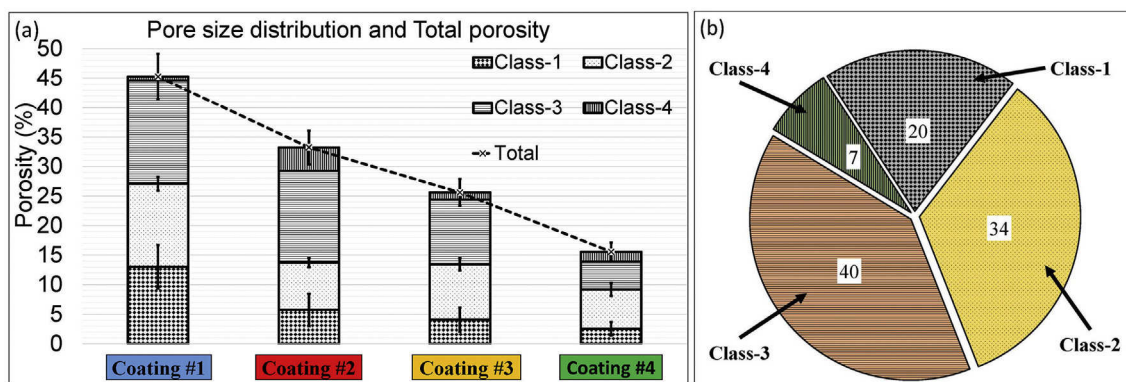 (a)
Pore size distribution and Total porosity
50
45
40
35
30
25
20
15
10
5
0
Porosity (%)
Class-1 Class-2
Class-3 Class-4
Total
Coating #1 Coating #2 Coating #3 Coating #4
(b)
Class-4
Class-1
20
7
34
40
Class-3
Class-2